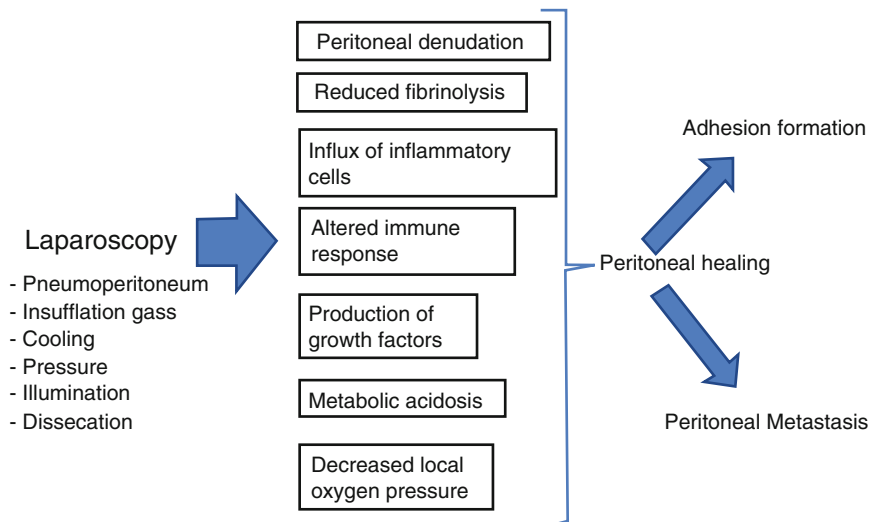 Laparoscopy
- Pneumoperitoneum
- Insufflation gass
- Cooling
- Pressure
- Illumination
- Dissecation
Peritoneal denudation
Reduced fibrinolysis
Influx of inflammatory
cells
Altered immune
response
Production of
growth factors
Metabolic acidosis
Decreased local
oxygen pressure
Peritoneal healing
Adhesion formation
Peritoneal Metastasis